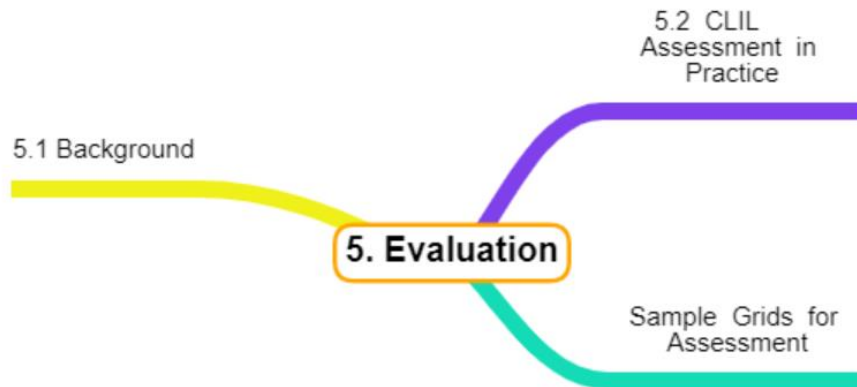 5.2 CLIL
Assessment in
Practice
5.1 Background
5. Evaluation
Sample Grids for
Assessment